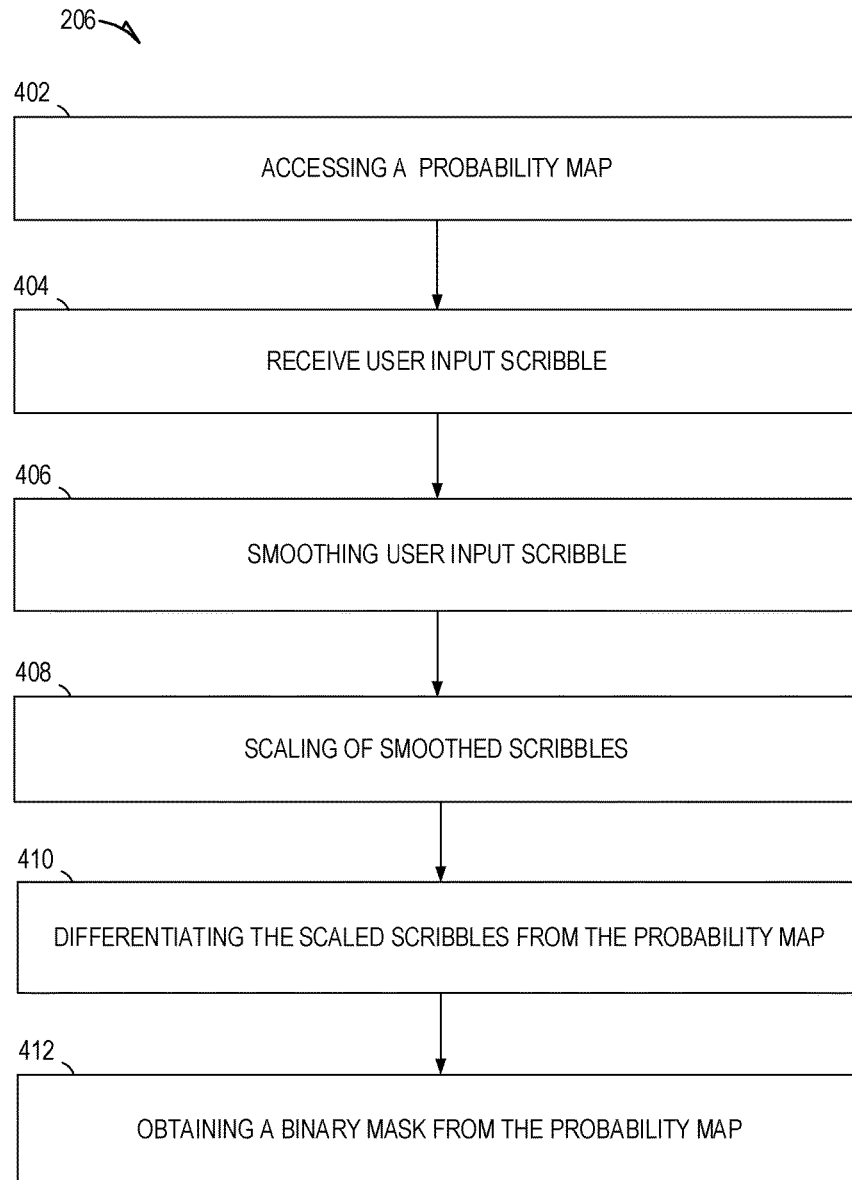 206
402
ACCESSING A PROBABILITY MAP
404
RECEIVE USER INPUT SCRIBBLE
406
SMOOTHING USER INPUT SCRIBBLE
408
SCALING OF SMOOTHED SCRIBBLES
410
DIFFERENTIATING THE SCALED SCRIBBLES FROM THE PROBABILITY MAP
412
OBTAINING A BINARY MASK FROM THE PROBABILITY MAP